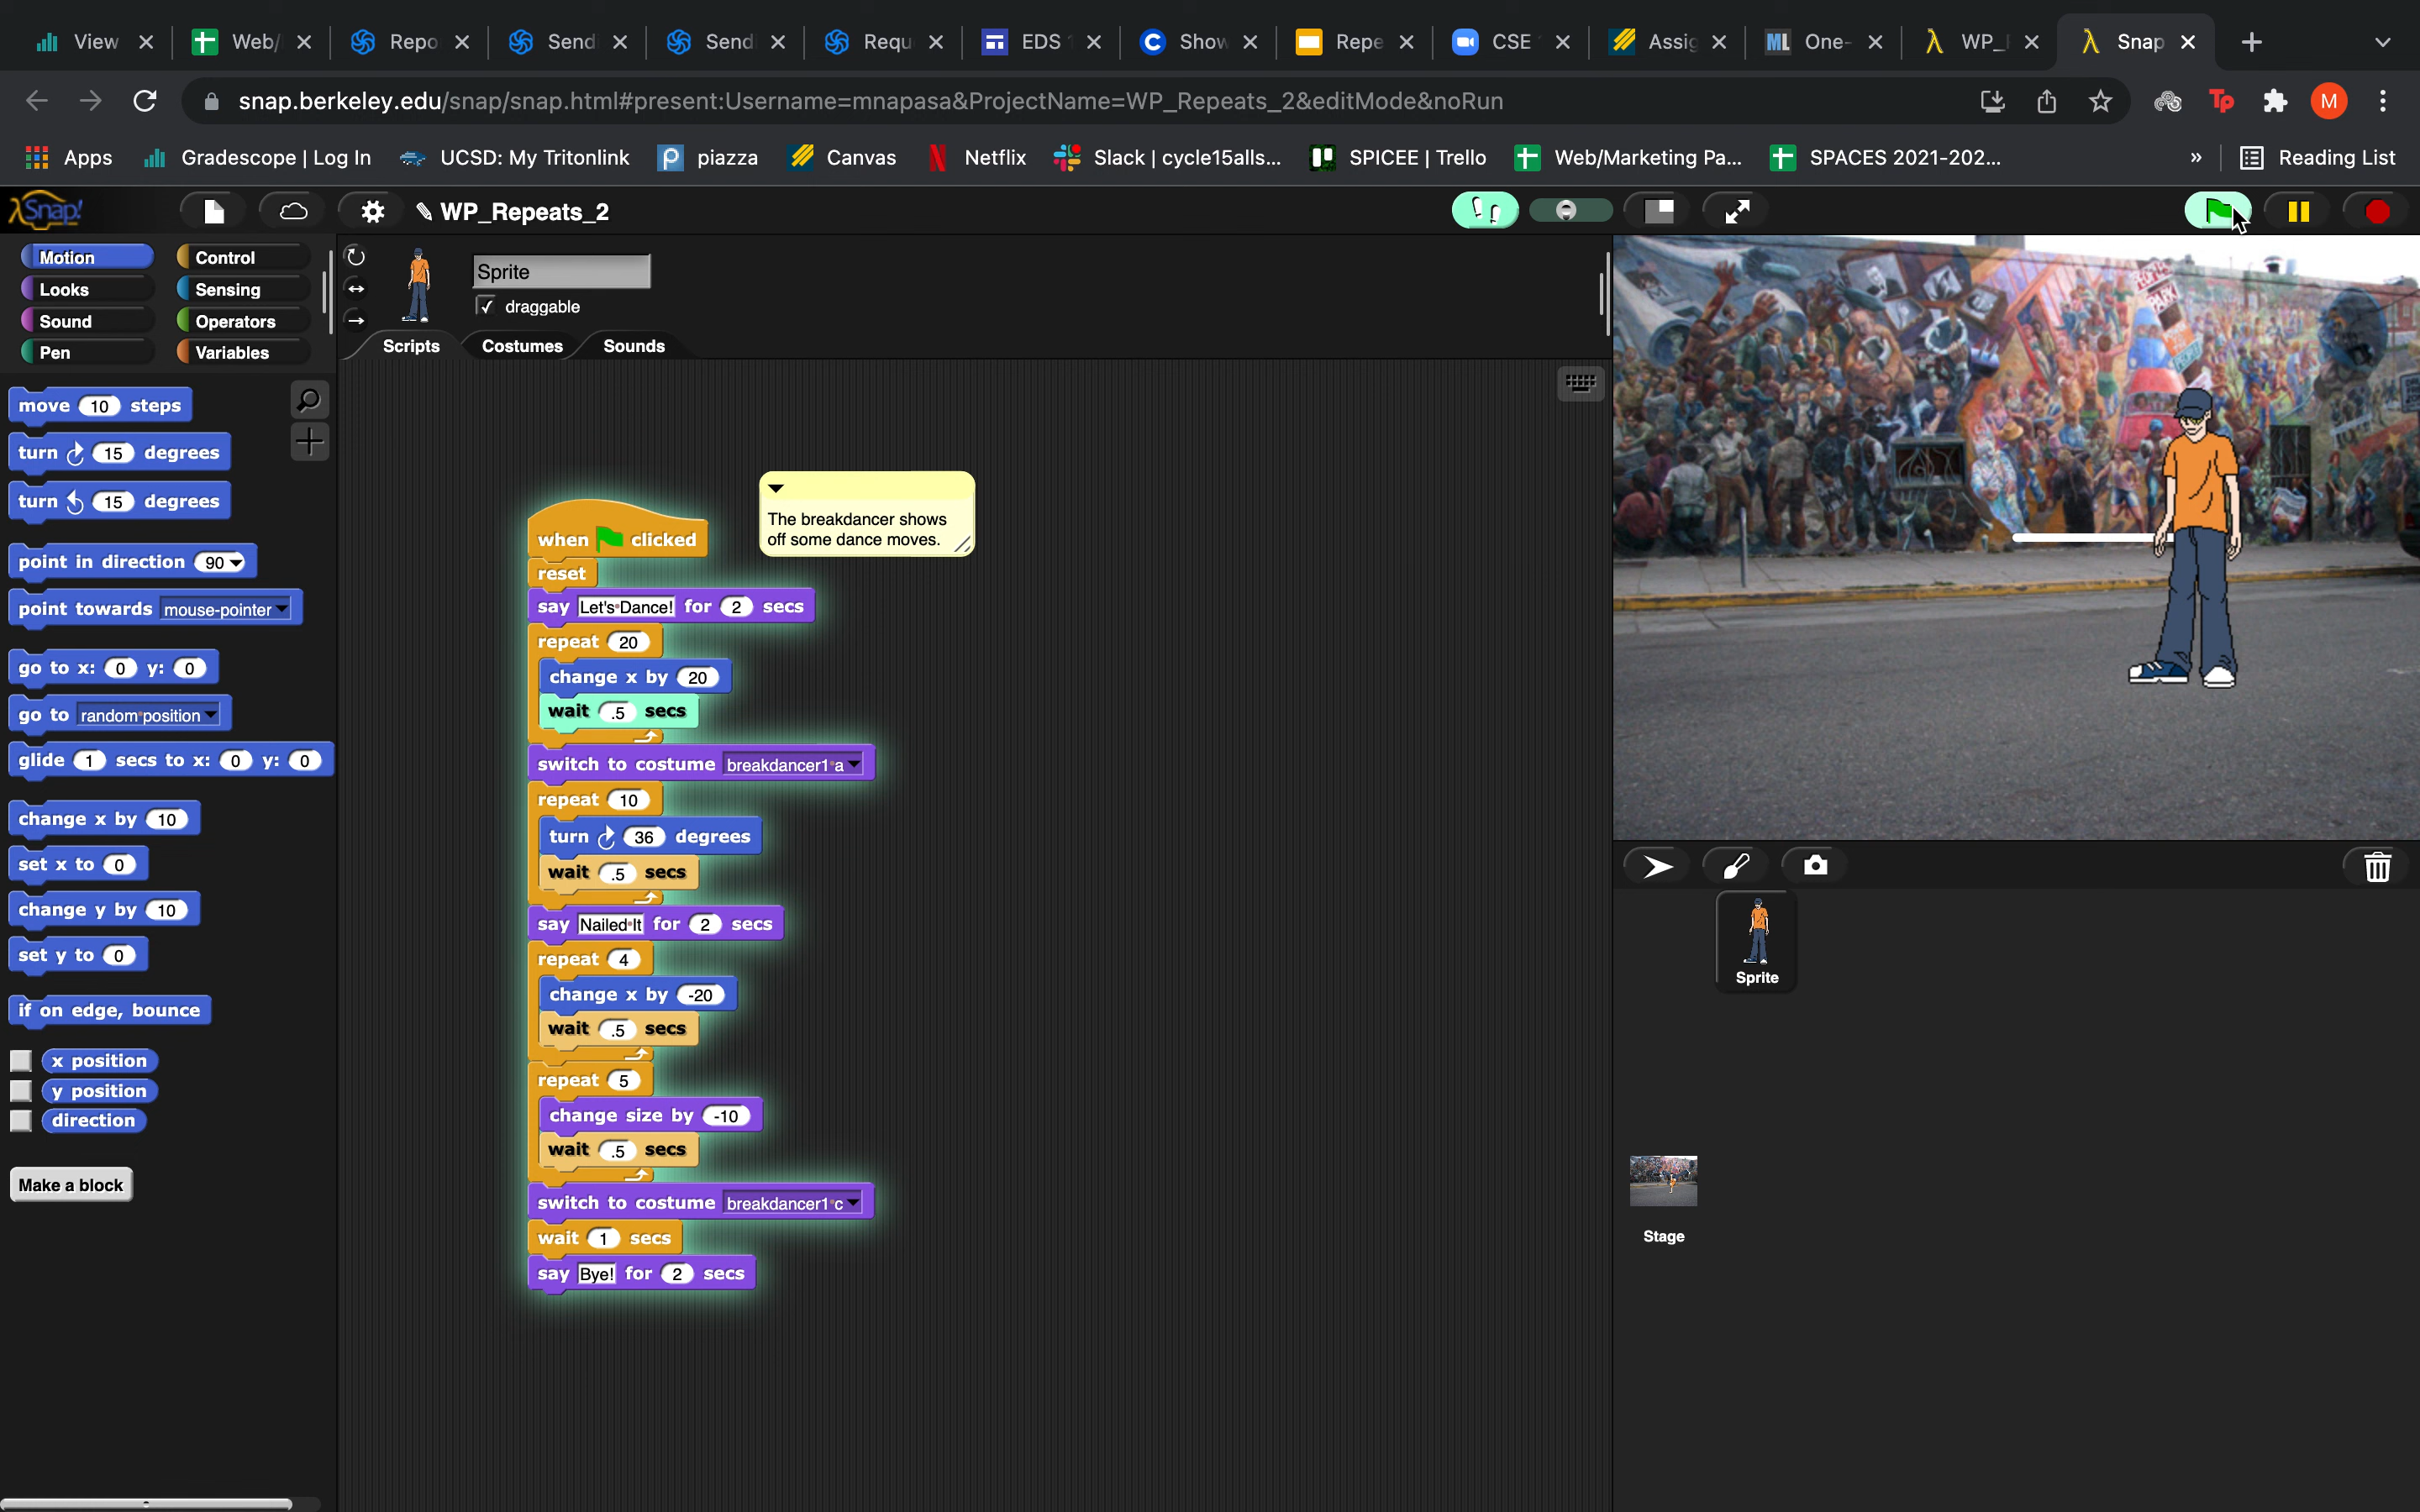 View
Web/
Repo
Send
Send
Requ
EDS 1
Show
Repe
CSE
Assig
One-
WP_
Snap
snap.berkeley.edu/snap/snap.html#present:Username=mnapasa&ProjectName=WP_Repeats_2&editMode&noRun
Tp
M
Apps
Gradescope | Log In
UCSD: My Tritonlink
piazza
Canvas
Netflix
Slack | cycle15alls...
SPICEE | Trello
Web/Marketing Pa...
SPACES 2021-202...
»
Reading List
Snap!
WP_Repeats_2
Motion
Control
Looks
Sensing
Sound
Operators
Pen
Variables
Sprite
draggable
Scripts
Costumes
Sounds
move 10 steps
turn 15 degrees
turn 15 degrees
point in direction 90
point towards mouse-pointer
go to x: 0 y: 0
go to random position
glide 1 secs to x: 0 y: 0
change x by 10
set x to 0
change y by 10
set y to 0
if on edge, bounce
x position
y position
direction
Make a block
The breakdancer shows
off some dance moves.
when clicked
reset
say Let's Dance! for 2 secs
repeat 20
change x by 20
wait .5 secs
switch to costume breakdancer1 a
repeat 10
turn 36 degrees
wait .5 secs
say Nailed It for 2 secs
repeat 4
change x by -20
wait .5 secs
repeat 5
change size by -10
wait .5 secs
switch to costume breakdancer1 c
wait 1 secs
say Bye! for 2 secs
PARK
Sprite
Stage